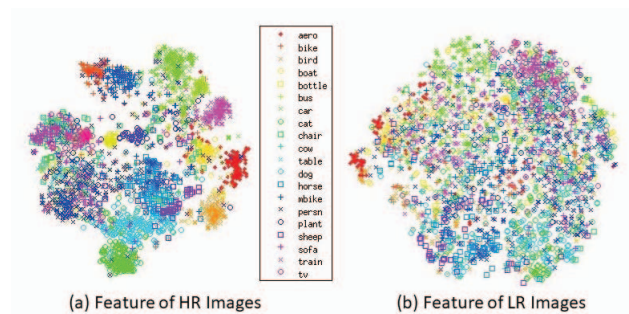 aero
bike
bird
boat
bottle
bus
car
cat
chair
cow
table
dog
horse
mbike
persn
plant
sheep
sofa
train
tv
(a) Feature of HR Images
(b) Feature of LR Images